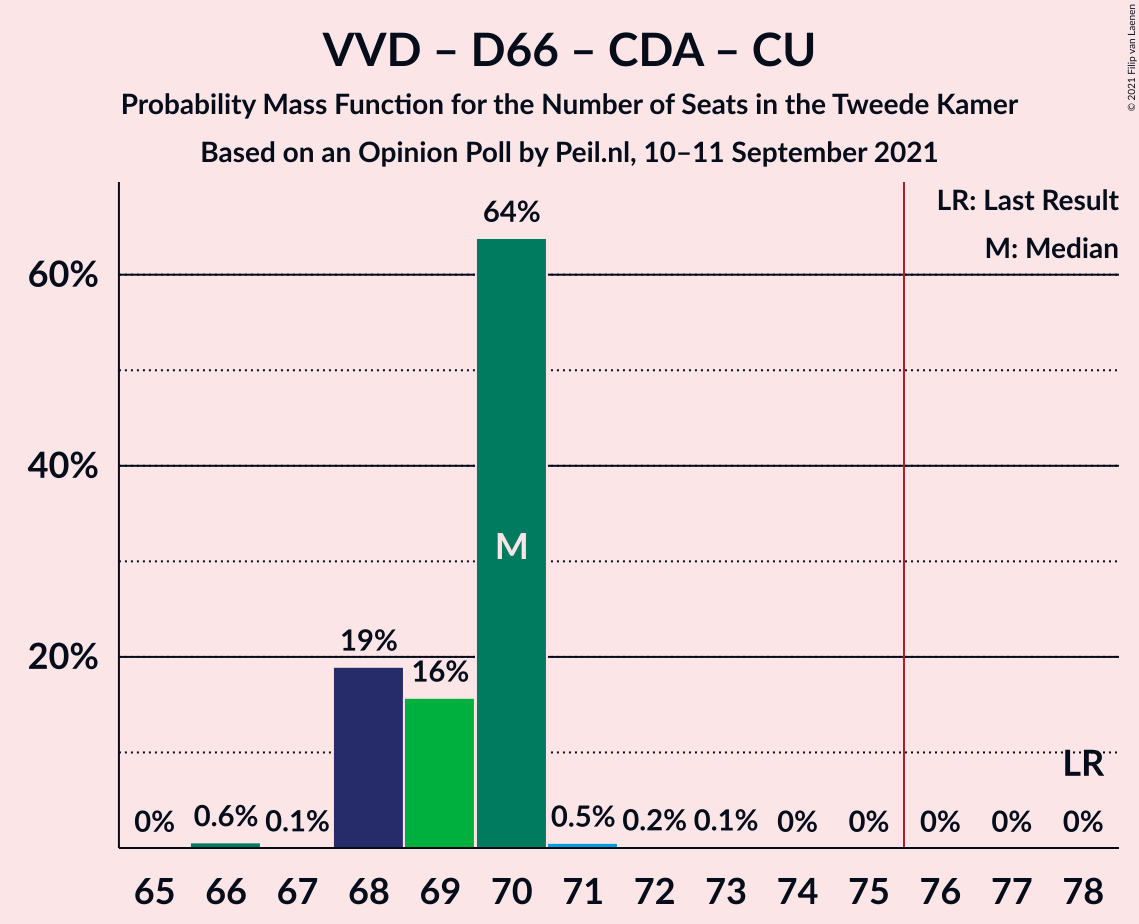 VVD – D66 – CDA – CU
Probability Mass Function for the Number of Seats in the Tweede Kamer
Based on an Opinion Poll by Peil.nl, 10–11 September 2021
© 2021 Filip van Laenen
LR: Last Result
M: Median
60%
40%
20%
0%
0.6%
0.1%
19%
16%
64%
M
0.5%
0.2%
0.1%
0%
0%
0%
0%
LR
0%
65 66 67 68 69 70 71 72 73 74 75 76 77 78